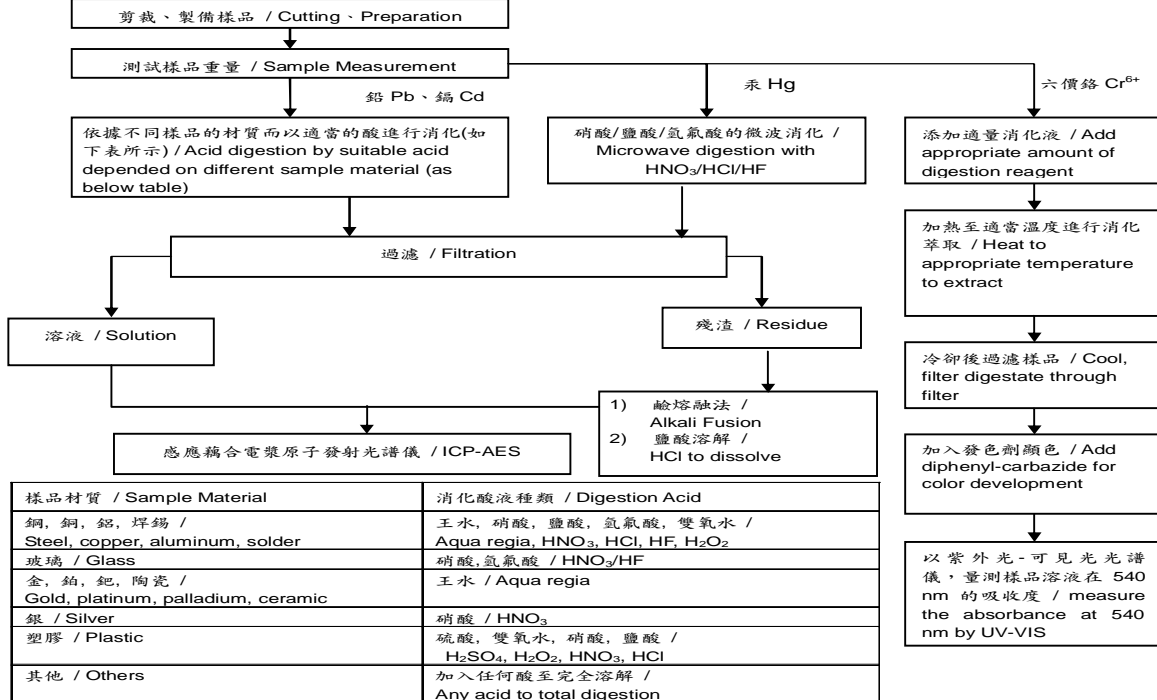 剪裁、製備樣品 / Cutting、Preparation
測試樣品重量 / Sample Measurement
鉛 Pb、鎘 Cd
汞 Hg
六價鉻 Cr⁶⁺
依據不同樣品的材質而以適當的酸進行消化(如
下表所示) / Acid digestion by suitable acid
depended on different sample material (as
below table)
硝酸/鹽酸/氫氟酸的微波消化 /
Microwave digestion with
HNO₃/HCl/HF
添加適量消化液 / Add
appropriate amount of
digestion reagent
過濾 / Filtration
加熱至適當溫度進行消化
萃取 / Heat to
appropriate temperature
to extract
溶液 / Solution
殘渣 / Residue
冷卻後過濾樣品 / Cool,
filter digestate through
filter
1) 鹼熔融法 /
Alkali Fusion
2) 鹽酸溶解 /
HCl to dissolve
感應耦合電漿原子發射光譜儀 / ICP-AES
加入發色劑顯色 / Add
diphenyl-carbazide for
color development
以紫外光-可見光光譜
儀，量測樣品溶液在 540
nm 的吸收度 / measure
the absorbance at 540
nm by UV-VIS
樣品材質 / Sample Material
消化酸液種類 / Digestion Acid
鋼, 銅, 鋁, 焊錫 /
Steel, copper, aluminum, solder
王水, 硝酸, 鹽酸, 氫氟酸, 雙氧水 /
Aqua regia, HNO₃, HCl, HF, H₂O₂
玻璃 / Glass
硝酸,氫氟酸 / HNO₃/HF
金, 鉑, 鈀, 陶瓷 /
Gold, platinum, palladium, ceramic
王水 / Aqua regia
銀 / Silver
硝酸 / HNO₃
塑膠 / Plastic
硫酸, 雙氧水, 硝酸, 鹽酸 /
H₂SO₄, H₂O₂, HNO₃, HCl
其他 / Others
加入任何酸至完全溶解 /
Any acid to total digestion